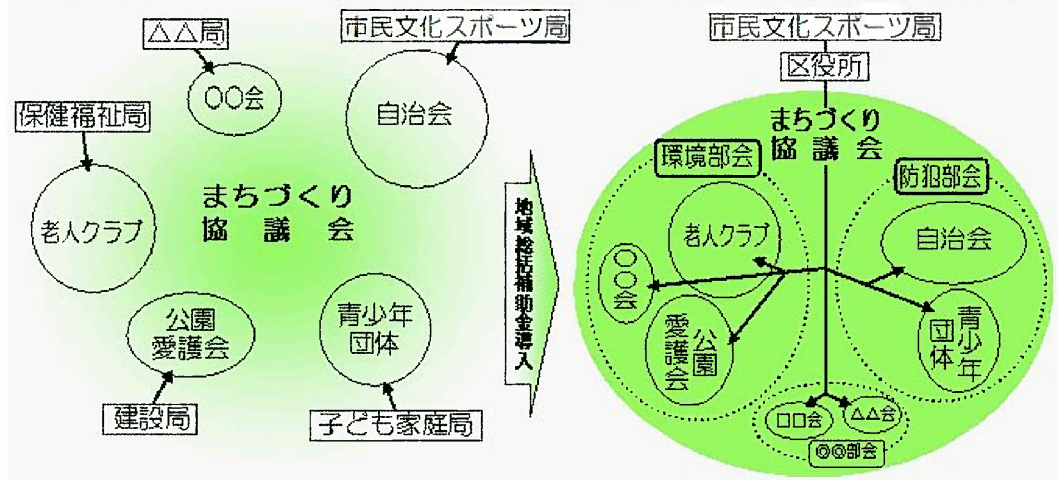 △△局
市民文化スポーツ局
〇〇会
自治会
保健福祉局
老人クラブ
まちづくり
協議会
公園
愛護会
青少年
団体
建設局
子ども家庭局
地域総括補助金導入
市民文化スポーツ局
区役所
まちづくり
協議会
環境部会
防犯部会
老人クラブ
自治会
〇〇会
公園
愛護会
青少年
団体
□□会
△△会
◎◎部会